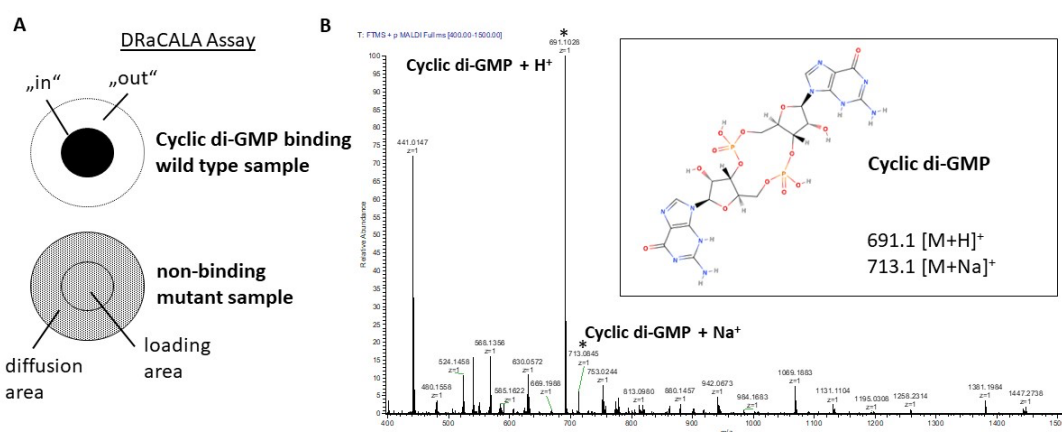 A
DRaCALA Assay
„in“
„out“
Cyclic di-GMP binding
wild type sample
non-binding
mutant sample
loading
area
diffusion
area
B
T: FTMS + p MALDI Full ms [400.00-1500.00]
*
691.1028
z=1
Cyclic di-GMP + H⁺
441.0147
z=1
Relative Abundance
100
95
90
85
80
75
70
65
60
55
50
45
40
35
30
25
20
15
10
5
0
Cyclic di-GMP + Na⁺
*
713.0845
z=1
480.1558
z=1
524.1458
z=1
568.1356
z=1
585.1622
z=1
630.0572
z=1
669.1988
z=1
753.0244
z=1
813.0980
z=1
880.1457
z=1
942.0673
z=1
984.1683
z=1
1069.1683
z=1
1131.1104
z=1
1195.0308
z=1
1258.2314
z=1
1381.1984
z=1
1447.2738
z=1
400 500 600 700 800 900 1000 1100 1200 1300 1400
Cyclic di-GMP
691.1 [M+H]⁺
713.1 [M+Na]⁺